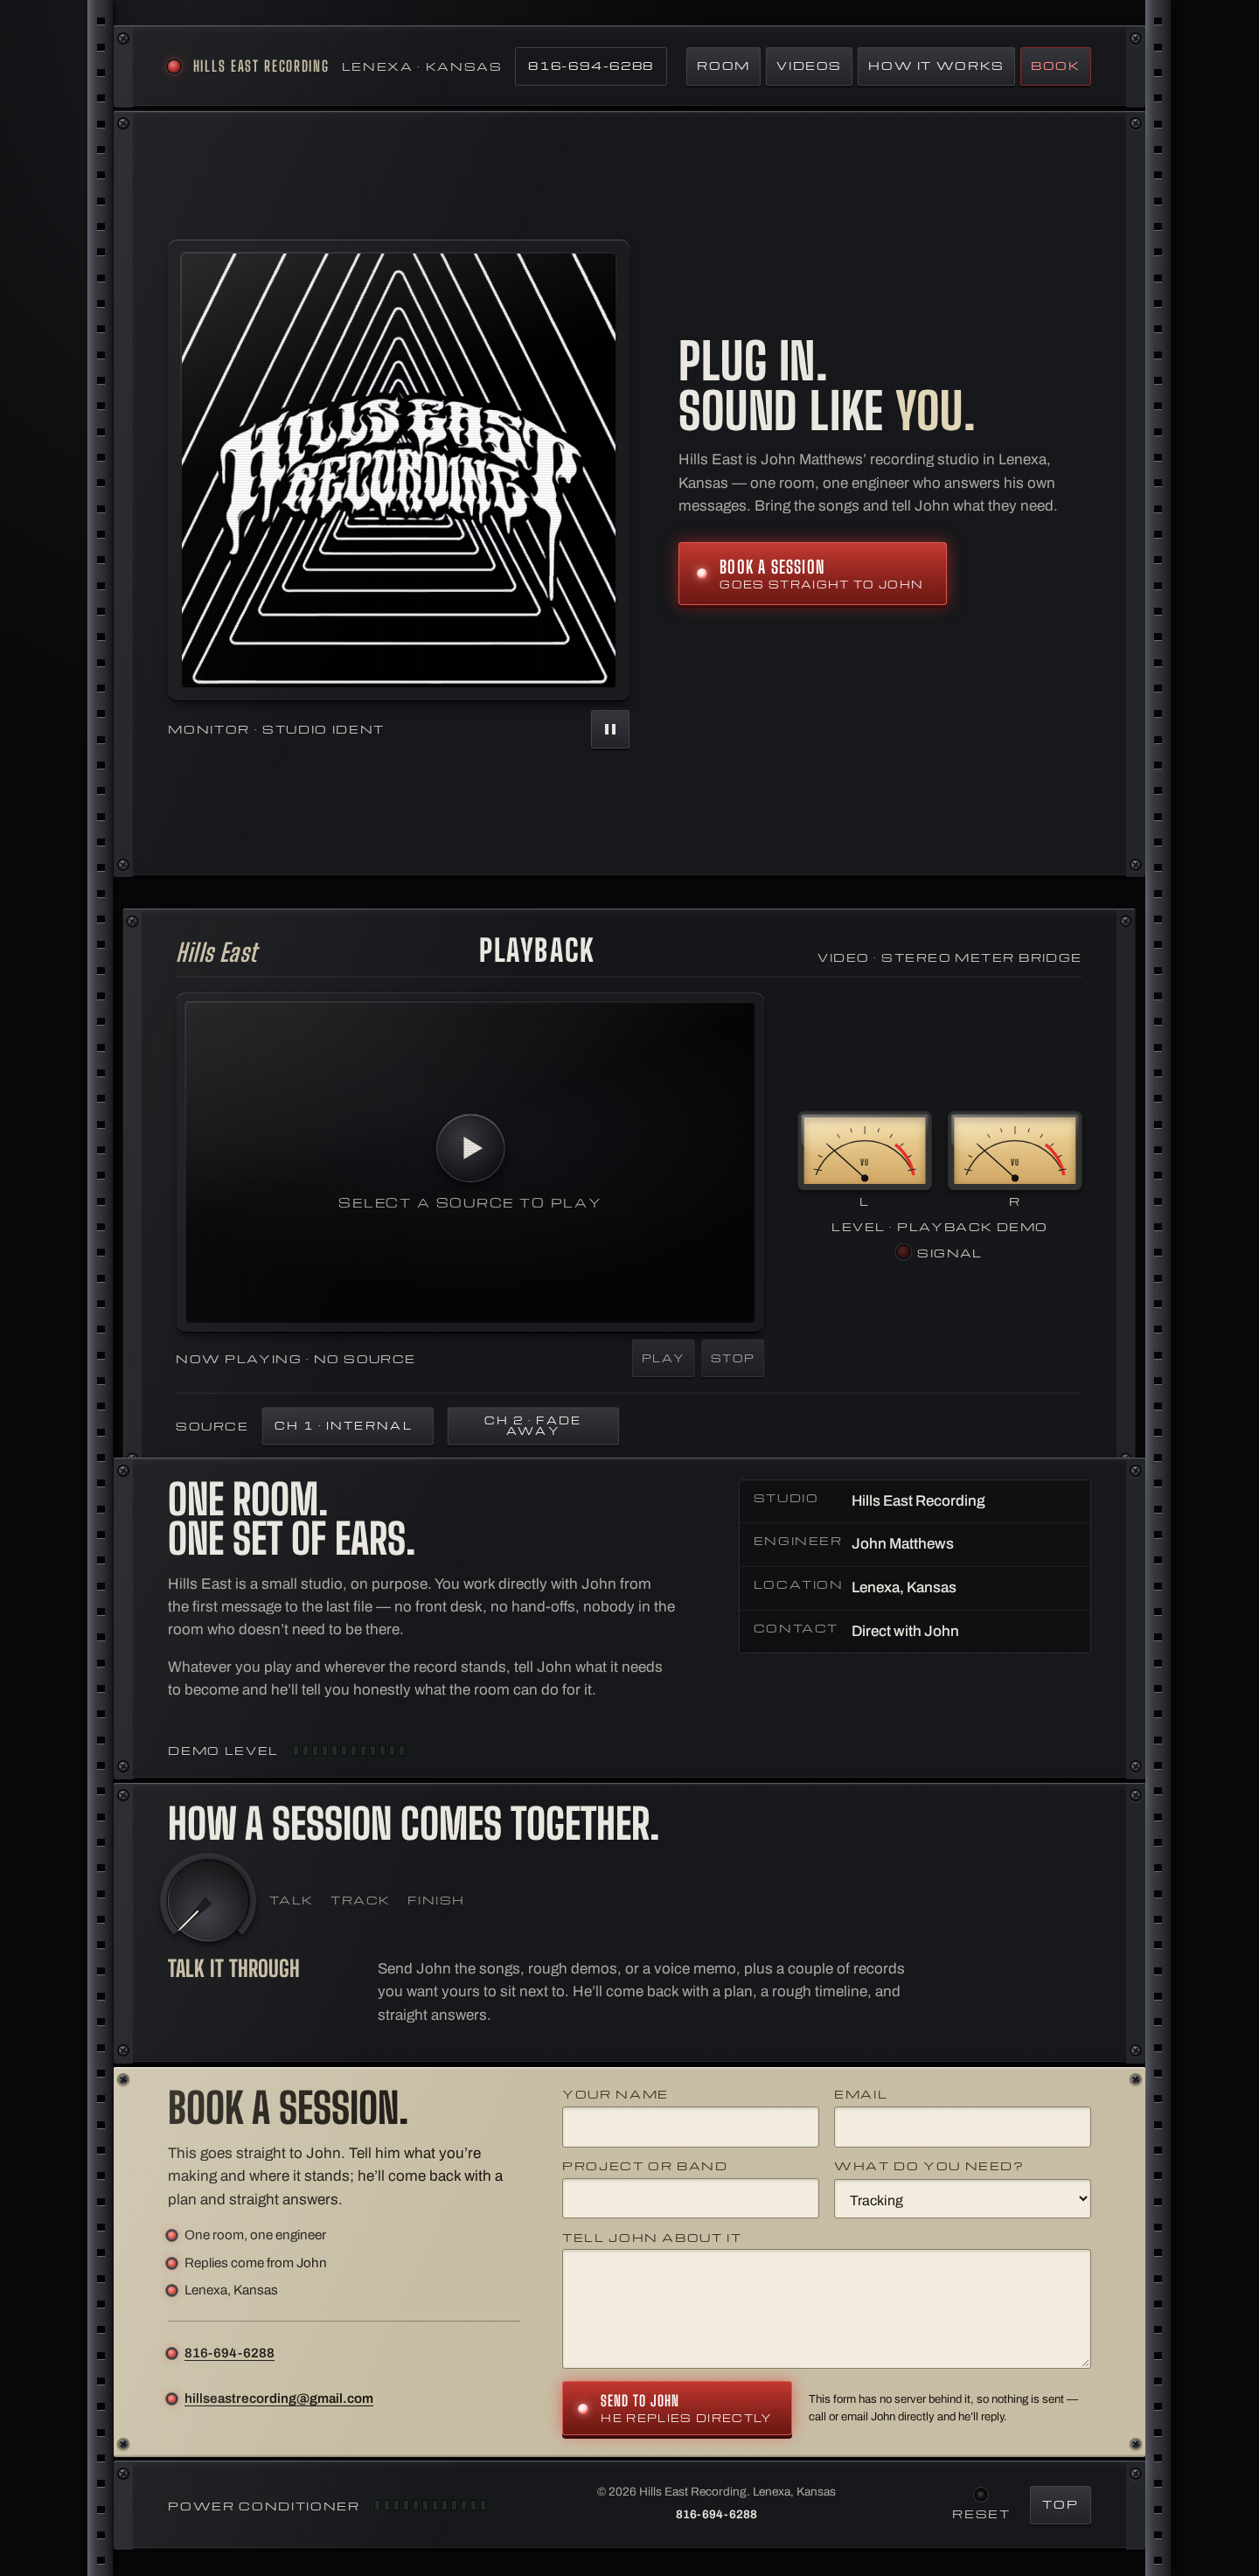 HILLS EAST RECORDING LENEXA · KANSAS 816-694-6288 ROOM VIDEOS HOW IT WORKS BOOK
HILLS EAST
RECORDING
MONITOR · STUDIO IDENT
PLUG IN.
SOUND LIKE YOU.
Hills East is John Matthews’ recording studio in Lenexa,
Kansas — one room, one engineer who answers his own
messages. Bring the songs and tell John what they need.
BOOK A SESSION
GOES STRAIGHT TO JOHN
Hills East PLAYBACK VIDEO · STEREO METER BRIDGE
SELECT A SOURCE TO PLAY
VU VU
L R
LEVEL · PLAYBACK DEMO
SIGNAL
NOW PLAYING · NO SOURCE PLAY STOP
SOURCE CH 1 · INTERNAL CH 2 · FADE
AWAY
ONE ROOM.
ONE SET OF EARS.
Hills East is a small studio, on purpose. You work directly with John from
the first message to the last file — no front desk, no hand-offs, nobody in the
room who doesn’t need to be there.
Whatever you play and wherever the record stands, tell John what it needs
to become and he’ll tell you honestly what the room can do for it.
STUDIO Hills East Recording
ENGINEER John Matthews
LOCATION Lenexa, Kansas
CONTACT Direct with John
DEMO LEVEL
HOW A SESSION COMES TOGETHER.
TALK TRACK FINISH
TALK IT THROUGH
Send John the songs, rough demos, or a voice memo, plus a couple of records
you want yours to sit next to. He’ll come back with a plan, a rough timeline, and
straight answers.
BOOK A SESSION.
This goes straight to John. Tell him what you’re
making and where it stands; he’ll come back with a
plan and straight answers.
One room, one engineer
Replies come from John
Lenexa, Kansas
816-694-6288
hillseastrecording@gmail.com
YOUR NAME EMAIL
PROJECT OR BAND WHAT DO YOU NEED?
Tracking
TELL JOHN ABOUT IT
SEND TO JOHN
HE REPLIES DIRECTLY
This form has no server behind it, so nothing is sent —
call or email John directly and he’ll reply.
POWER CONDITIONER
© 2026 Hills East Recording. Lenexa, Kansas
816-694-6288
RESET TOP